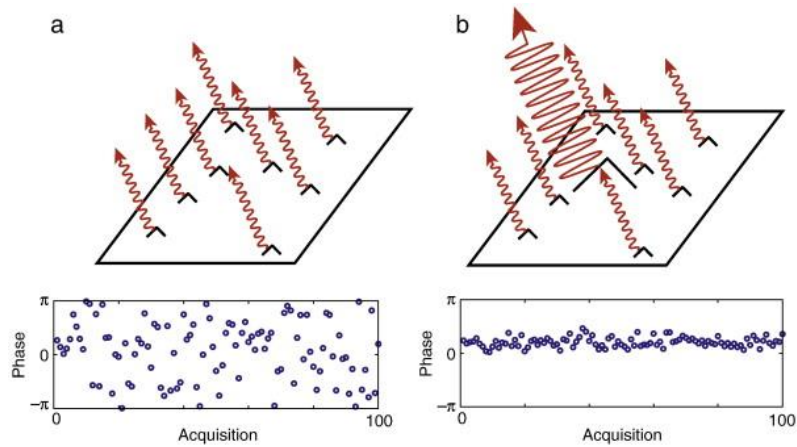 a
b
π
Phase
0
−π
0
100
Acquisition
π
Phase
0
−π
0
100
Acquisition